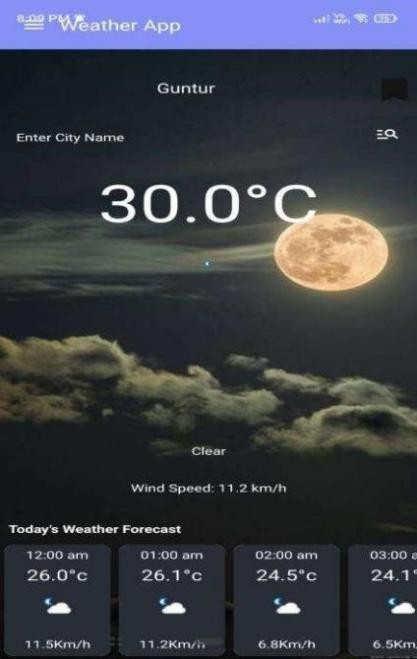 8:09 PM
Weather App
Guntur
Enter City Name
30.0°C
Clear
Wind Speed: 11.2 km/h
Today's Weather Forecast
12:00 am 01:00 am 02:00 am 03:00 a
26.0°c 26.1°c 24.5°c 24.1°
11.5Km/h 11.2Km/h 6.8Km/h 6.5Km